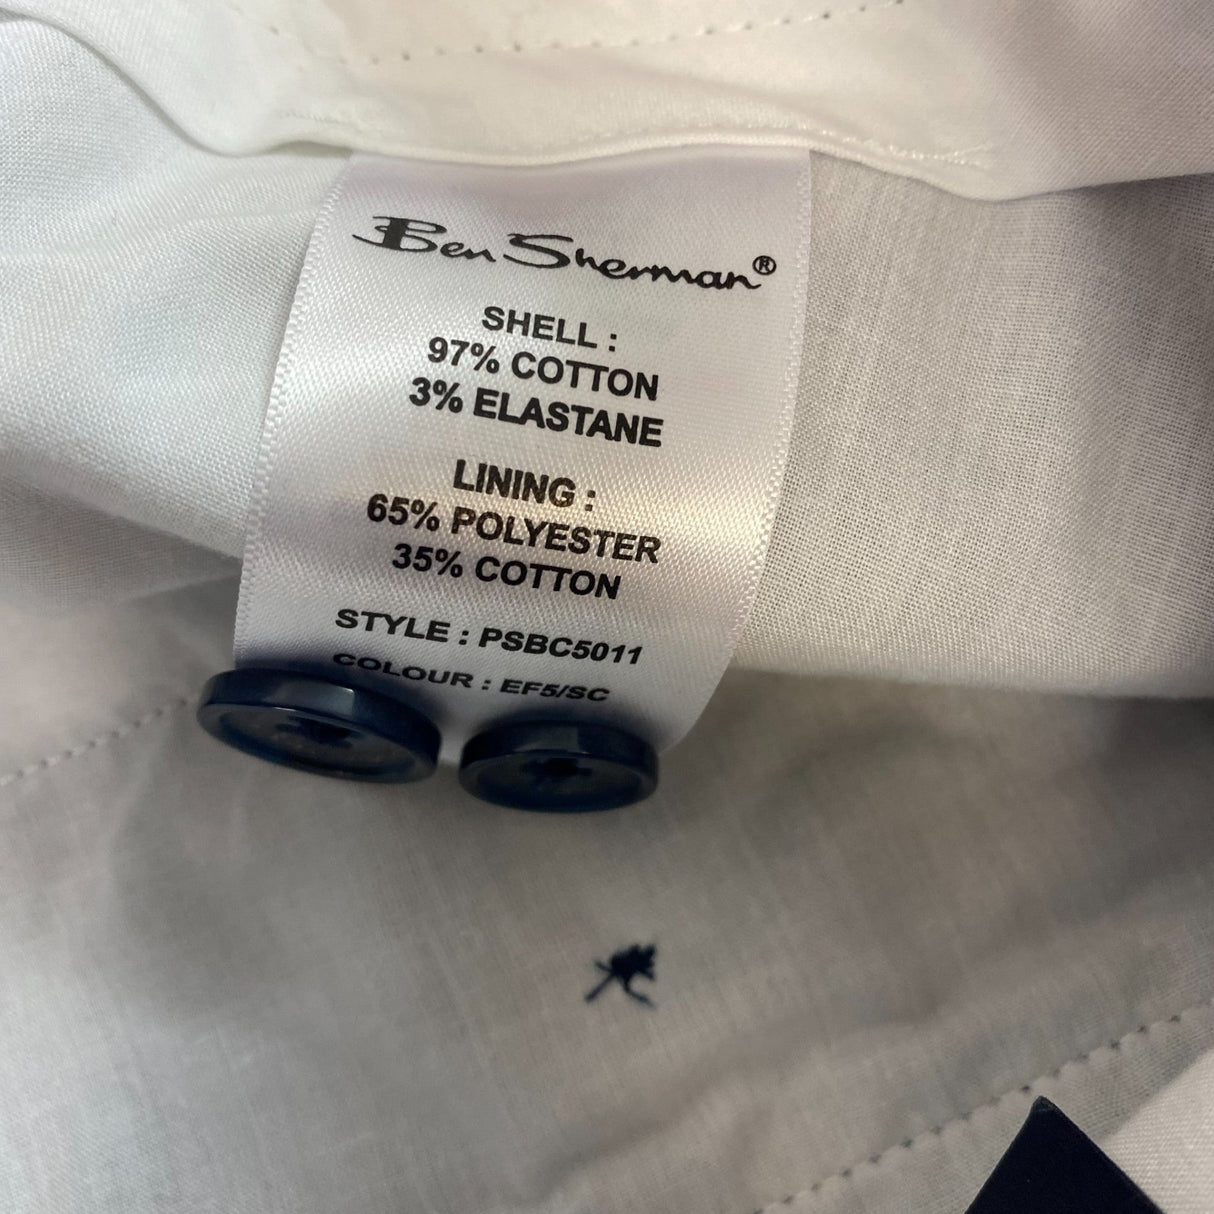 Ben Sherman®
SHELL :
97% COTTON
3% ELASTANE
LINING :
65% POLYESTER
35% COTTON
STYLE : PSBC5011
COLOUR : EF5/SC